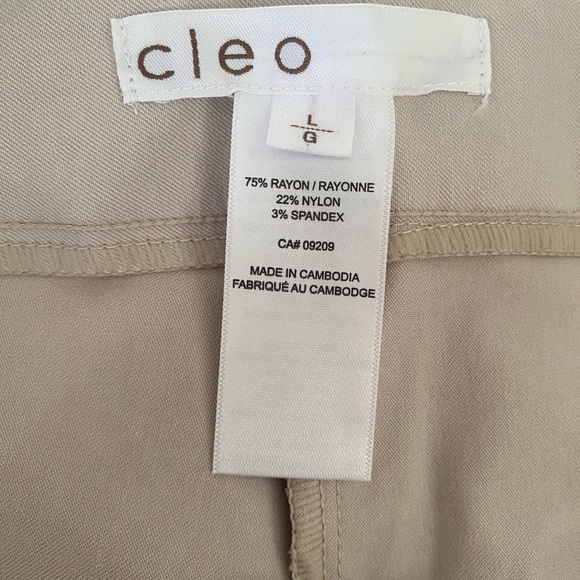 cleo
L
G
75% RAYON / RAYONNE
22% NYLON
3% SPANDEX
CA# 09209
MADE IN CAMBODIA
FABRIQUÉ AU CAMBODGE